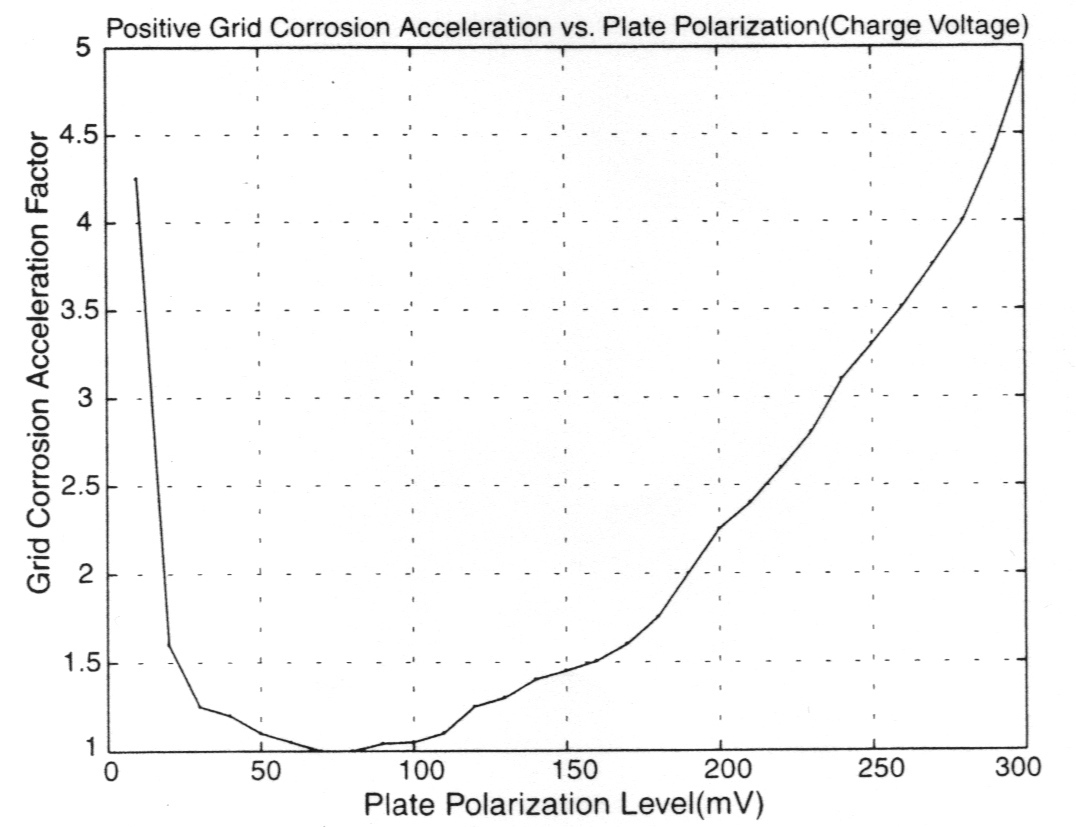 Positive Grid Corrosion Acceleration vs. Plate Polarization(Charge Voltage)
Grid Corrosion Acceleration Factor
5
4.5
4
3.5
3
2.5
2
1.5
1
0 50 100 150 200 250 300
Plate Polarization Level(mV)